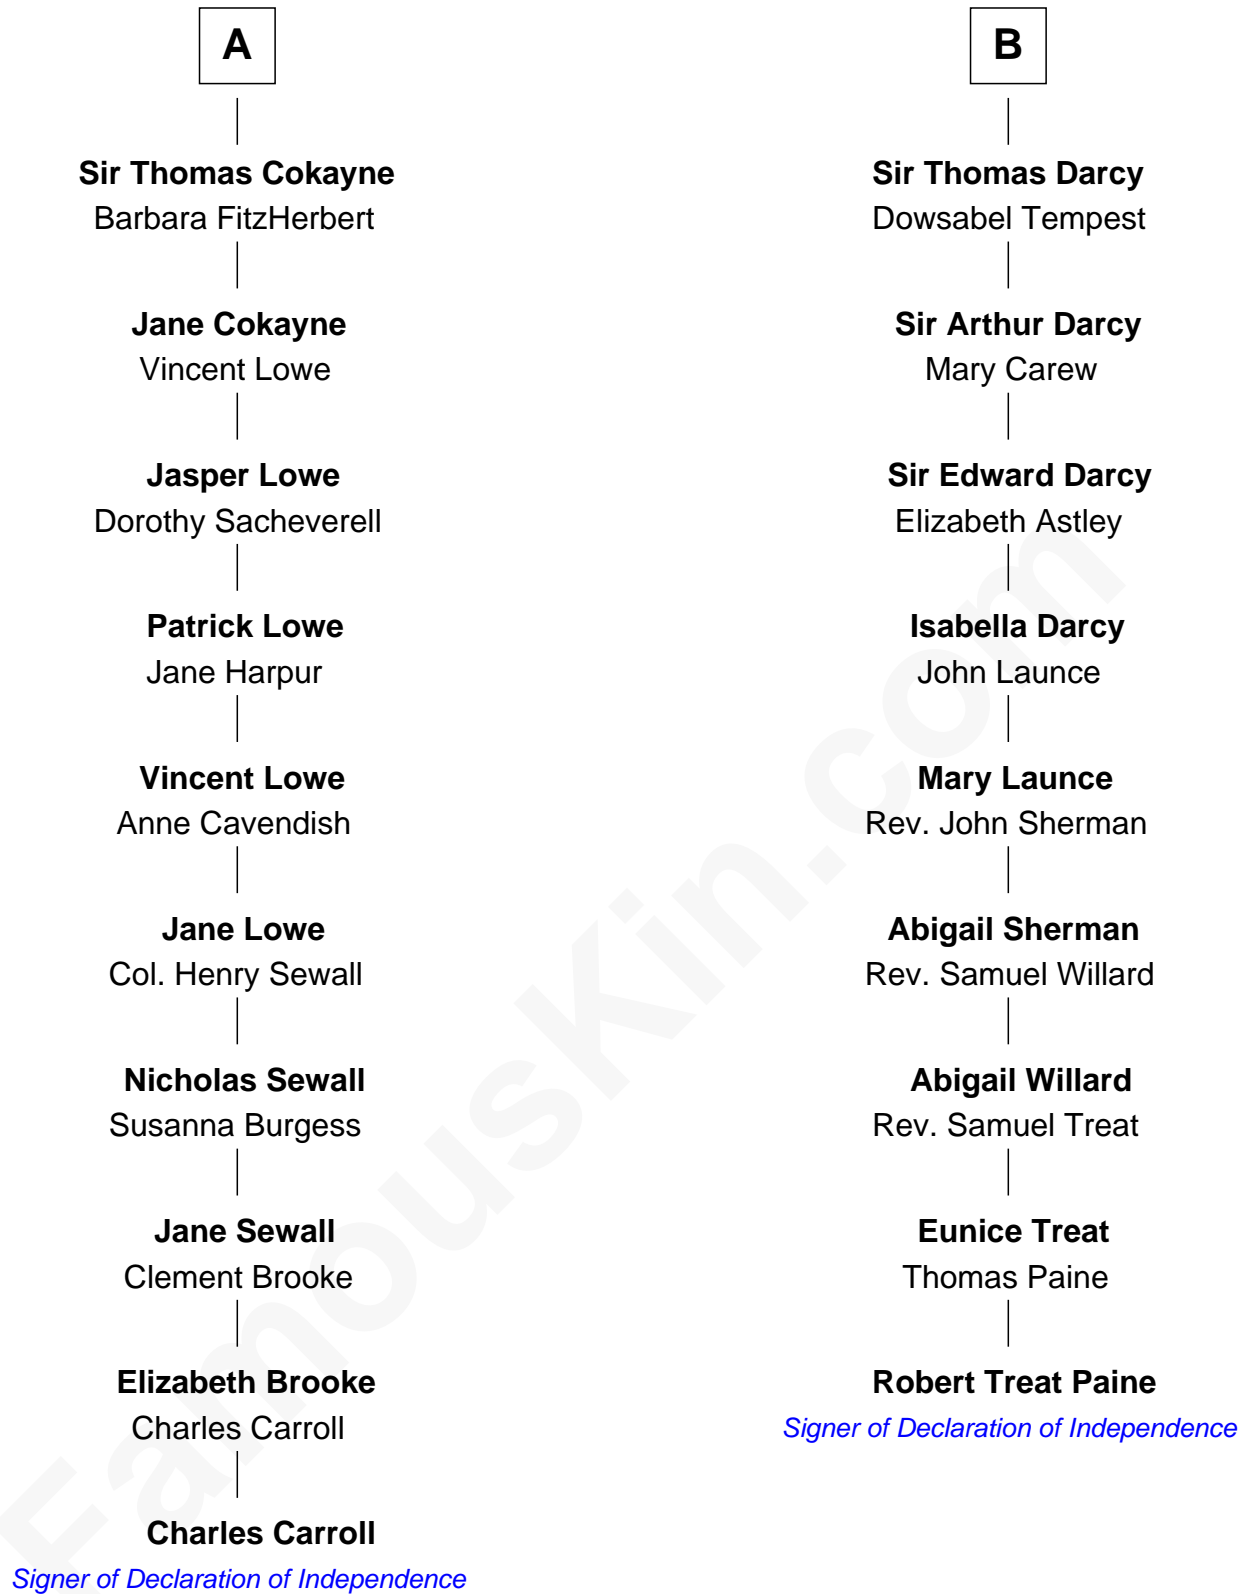 A
Sir Thomas Cokayne
Barbara FitzHerbert
Jane Cokayne
Vincent Lowe
Jasper Lowe
Dorothy Sacheverell
Patrick Lowe
Jane Harpur
Vincent Lowe
Anne Cavendish
Jane Lowe
Col. Henry Sewall
Nicholas Sewall
Susanna Burgess
Jane Sewall
Clement Brooke
Elizabeth Brooke
Charles Carroll
Charles Carroll
Signer of Declaration of Independence
B
Sir Thomas Darcy
Dowsabel Tempest
Sir Arthur Darcy
Mary Carew
Sir Edward Darcy
Elizabeth Astley
Isabella Darcy
John Launce
Mary Launce
Rev. John Sherman
Abigail Sherman
Rev. Samuel Willard
Abigail Willard
Rev. Samuel Treat
Eunice Treat
Thomas Paine
Robert Treat Paine
Signer of Declaration of Independence
FamousKin.com